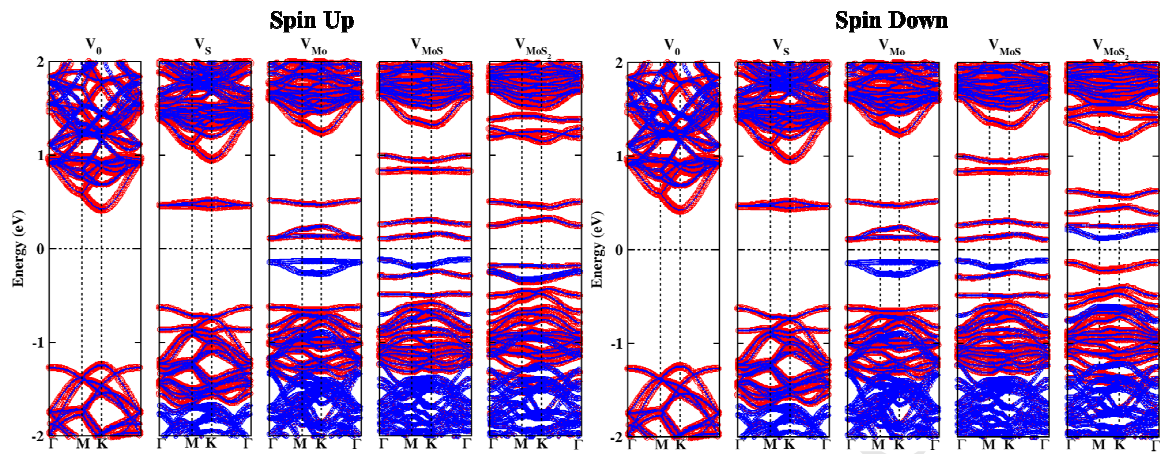 Spin Up
Spin Down
V0 VS VMo VMoS VMoS2
V0 VS VMo VMoS VMoS2
2
1
0
-1
-2
Energy (eV)
Γ M K Γ M K Γ M K Γ M K Γ M K Γ
2
1
0
-1
-2
Energy (eV)
Γ M K Γ Γ M K Γ M K Γ M K Γ M K Γ